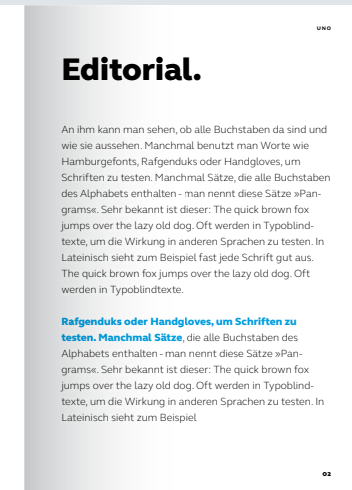 UNO
Editorial.
An ihm kann man sehen, ob alle Buchstaben da sind und
wie sie aussehen. Manchmal benutzt man Worte wie
Hamburgefonts, Rafgenduks oder Handgloves, um
Schriften zu testen. Manchmal Sätze, die alle Buchstaben
des Alphabets enthalten - man nennt diese Sätze »Pan-
grams«. Sehr bekannt ist dieser: The quick brown fox
jumps over the lazy old dog. Oft werden in Typoblind-
texte, um die Wirkung in anderen Sprachen zu testen. In
Lateinisch sieht zum Beispiel fast jede Schrift gut aus.
The quick brown fox jumps over the lazy old dog. Oft
werden in Typoblindtexte.
Rafgenduks oder Handgloves, um Schriften zu
testen. Manchmal Sätze, die alle Buchstaben des
Alphabets enthalten - man nennt diese Sätze »Pan-
grams«. Sehr bekannt ist dieser: The quick brown fox
jumps over the lazy old dog. Oft werden in Typoblind-
texte, um die Wirkung in anderen Sprachen zu testen. In
Lateinisch sieht zum Beispiel
02